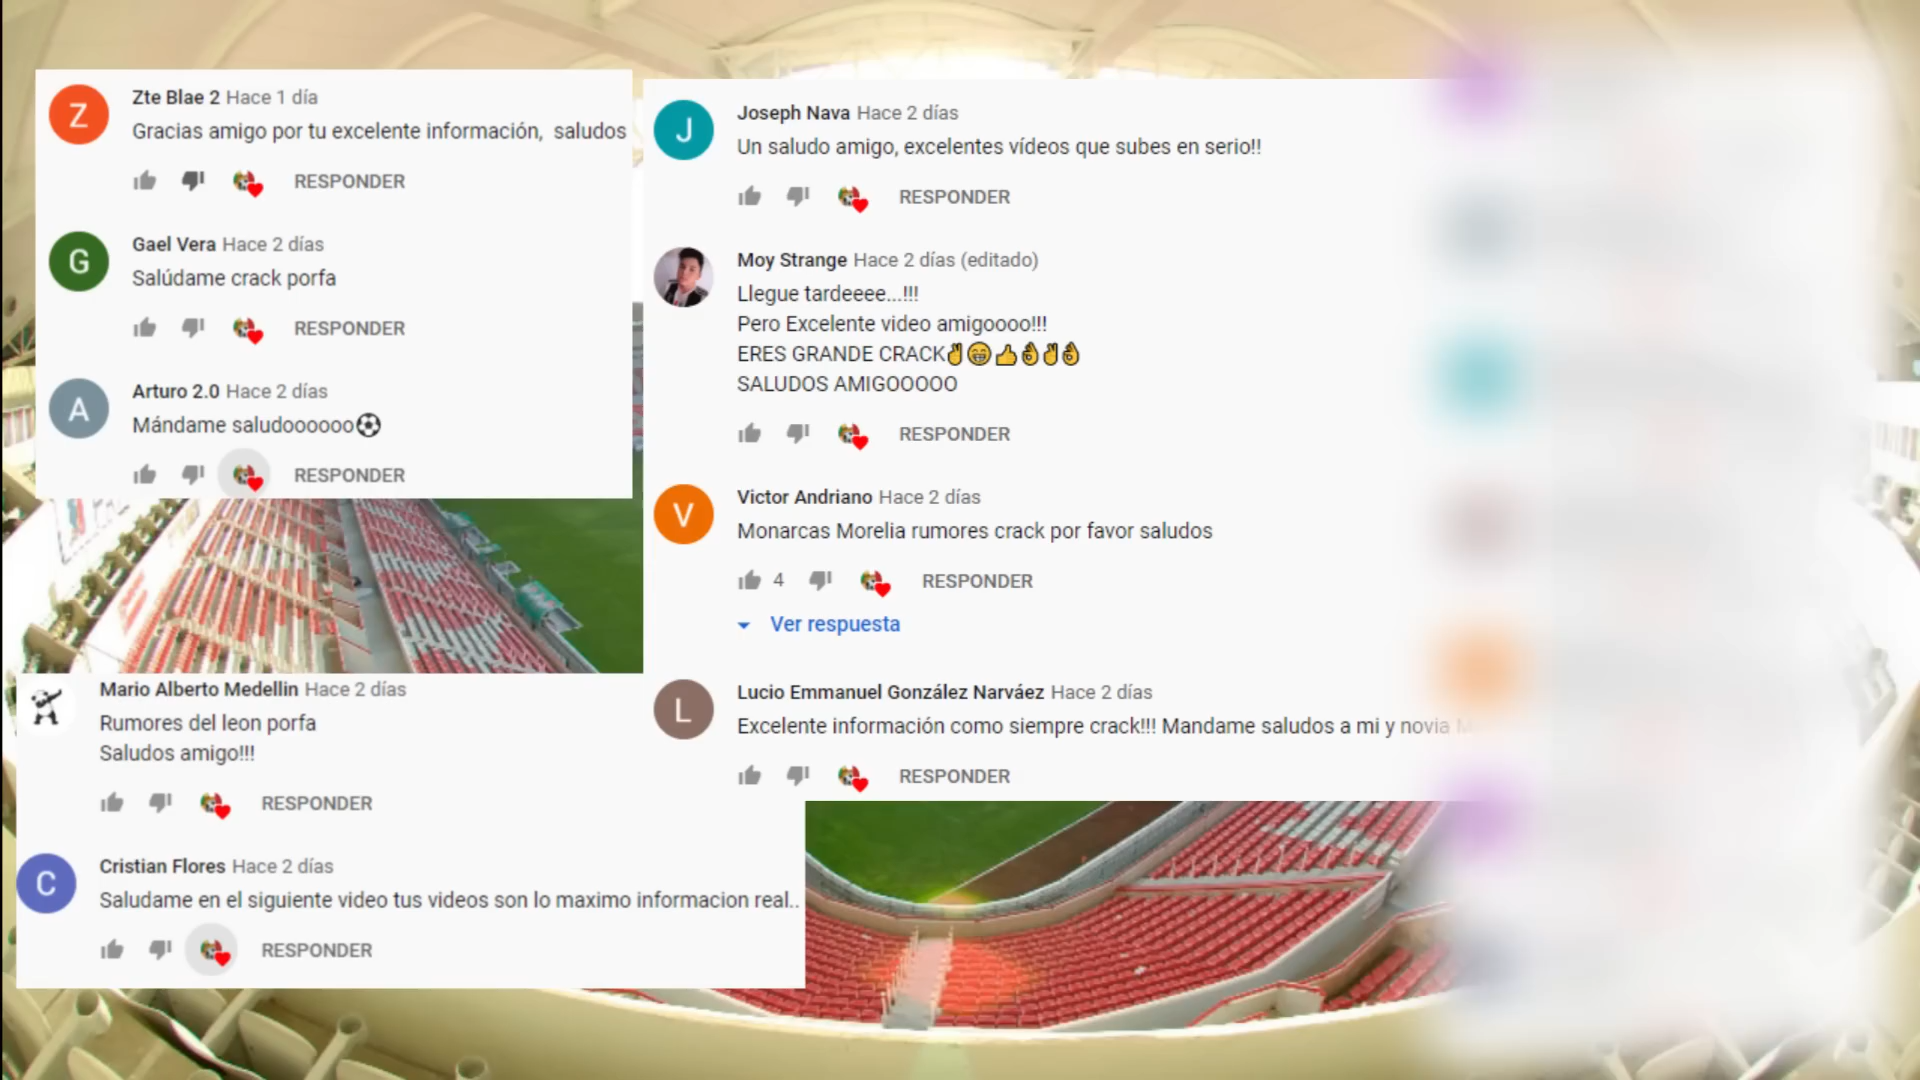 Z
Zte Blae 2 Hace 1 día
Gracias amigo por tu excelente información, saludos
RESPONDER
G
Gael Vera Hace 2 días
Salúdame crack porfa
RESPONDER
A
Arturo 2.0 Hace 2 días
Mándame saludoooooo⚽
RESPONDER
Mario Alberto Medellin Hace 2 días
Rumores del leon porfa
Saludos amigo!!!
RESPONDER
C
Cristian Flores Hace 2 días
Saludame en el siguiente video tus videos son lo maximo informacion real..
RESPONDER
J
Joseph Nava Hace 2 días
Un saludo amigo, excelentes vídeos que subes en serio!!
RESPONDER
Moy Strange Hace 2 días (editado)
Llegue tardeeee...!!!
Pero Excelente video amigoooo!!!
ERES GRANDE CRACK✌😁👍👌✌👌
SALUDOS AMIGOOOOO
RESPONDER
V
Victor Andriano Hace 2 días
Monarcas Morelia rumores crack por favor saludos
4 RESPONDER
Ver respuesta
L
Lucio Emmanuel González Narváez Hace 2 días
Excelente información como siempre crack!!! Mandame saludos a mi y novia
RESPONDER